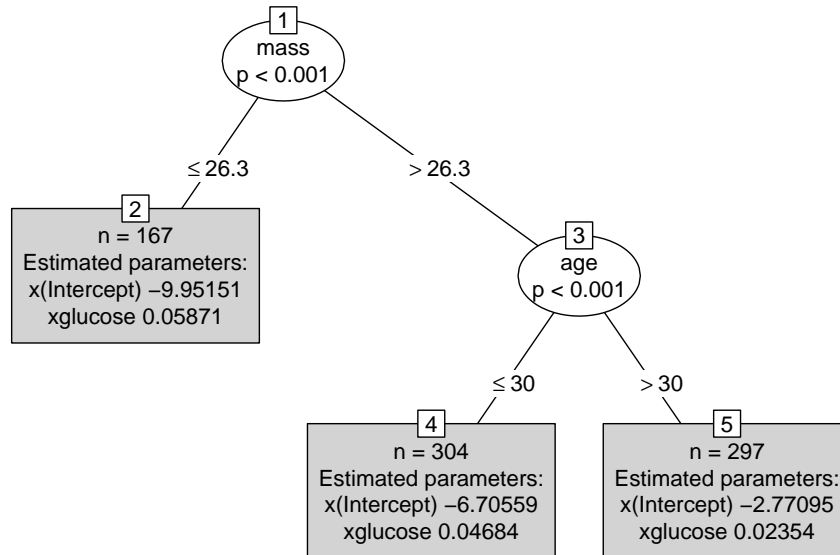 1
mass
p < 0.001
≤ 26.3
> 26.3
2
n = 167
Estimated parameters:
x(Intercept) −9.95151
xglucose 0.05871
3
age
p < 0.001
≤ 30
> 30
4
n = 304
Estimated parameters:
x(Intercept) −6.70559
xglucose 0.04684
5
n = 297
Estimated parameters:
x(Intercept) −2.77095
xglucose 0.02354